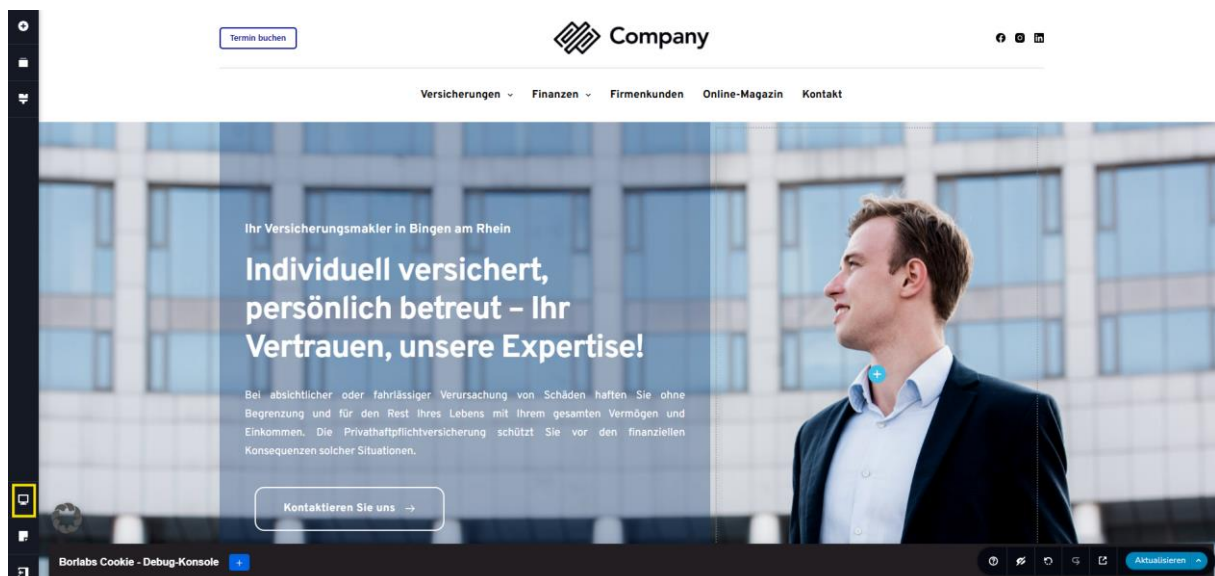 Termin buchen
Company
Versicherungen
Finanzen
Firmenkunden
Online-Magazin
Kontakt
Ihr Versicherungsmakler in Bingen am Rhein
Individuell versichert,
persönlich betreut – Ihr
Vertrauen, unsere Expertise!
Bei absichtlicher oder fahrlässiger Verursachung von Schäden haften Sie ohne
Begrenzung und für den Rest Ihres Lebens mit Ihrem gesamten Vermögen und
Einkommen. Die Privathaftpflichtversicherung schützt Sie vor den finanziellen
Konsequenzen solcher Situationen.
Kontaktieren Sie uns →
Borlabs Cookie - Debug-Konsole +
Aktualisieren